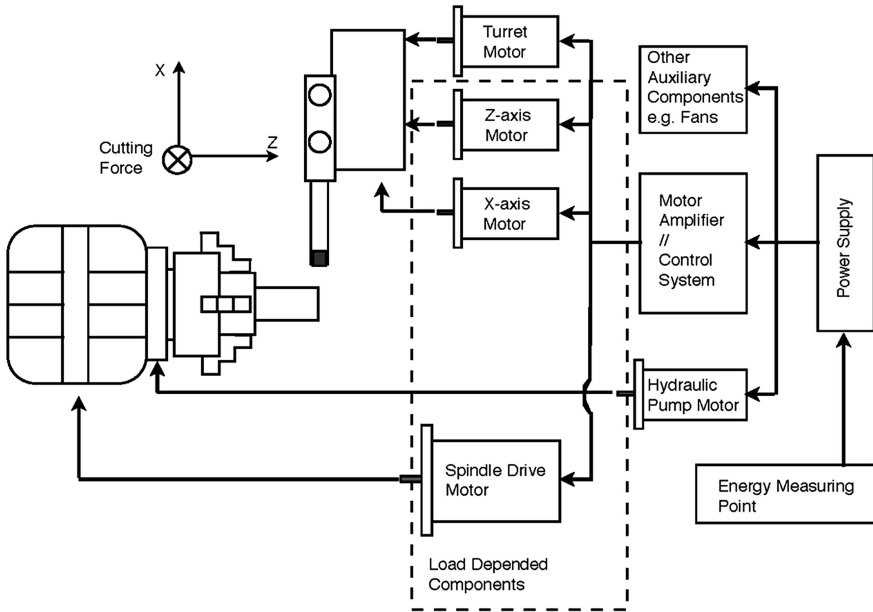 Turret
Motor
Other
Auxiliary
Components
e.g. Fans
X
Z
Cutting
Force
Z-axis
Motor
X-axis
Motor
Motor
Amplifier
//
Control
System
Power Supply
Hydraulic
Pump Motor
Spindle Drive
Motor
Energy Measuring
Point
Load Depended
Components